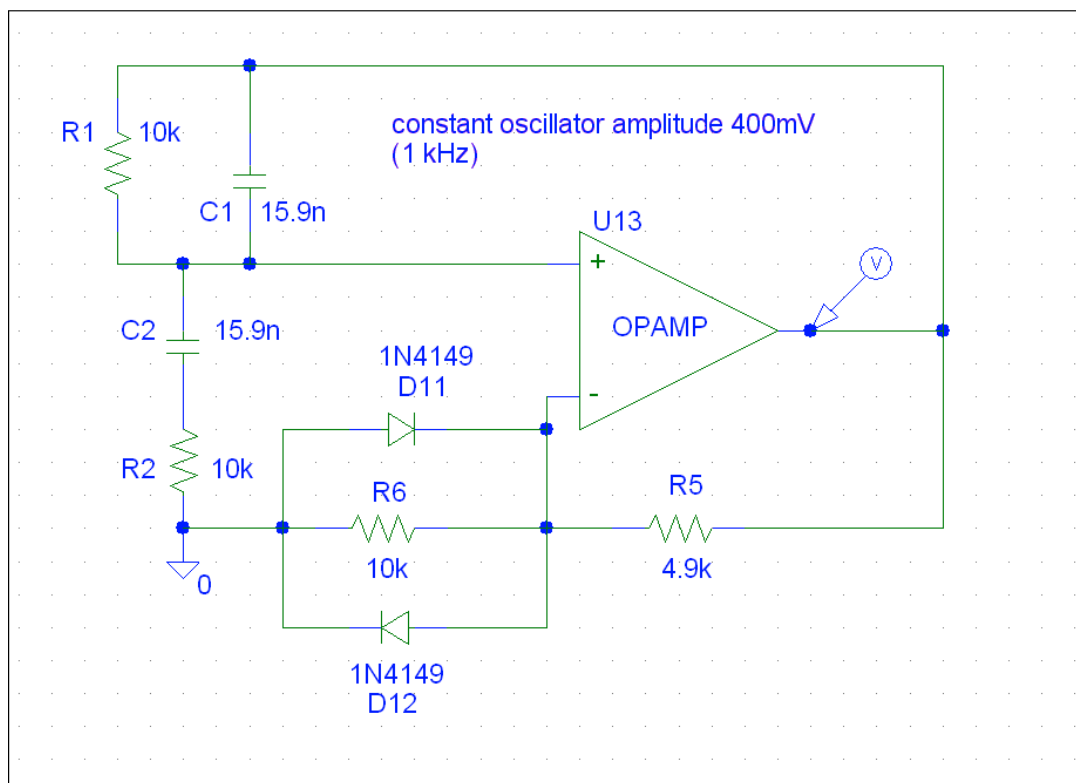 R1
10k
constant oscillator amplitude 400mV
(1 kHz)
C1
15.9n
U13
+
OPAMP
-
V
C2
15.9n
1N4149
D11
R2
10k
R6
10k
R5
4.9k
0
1N4149
D12